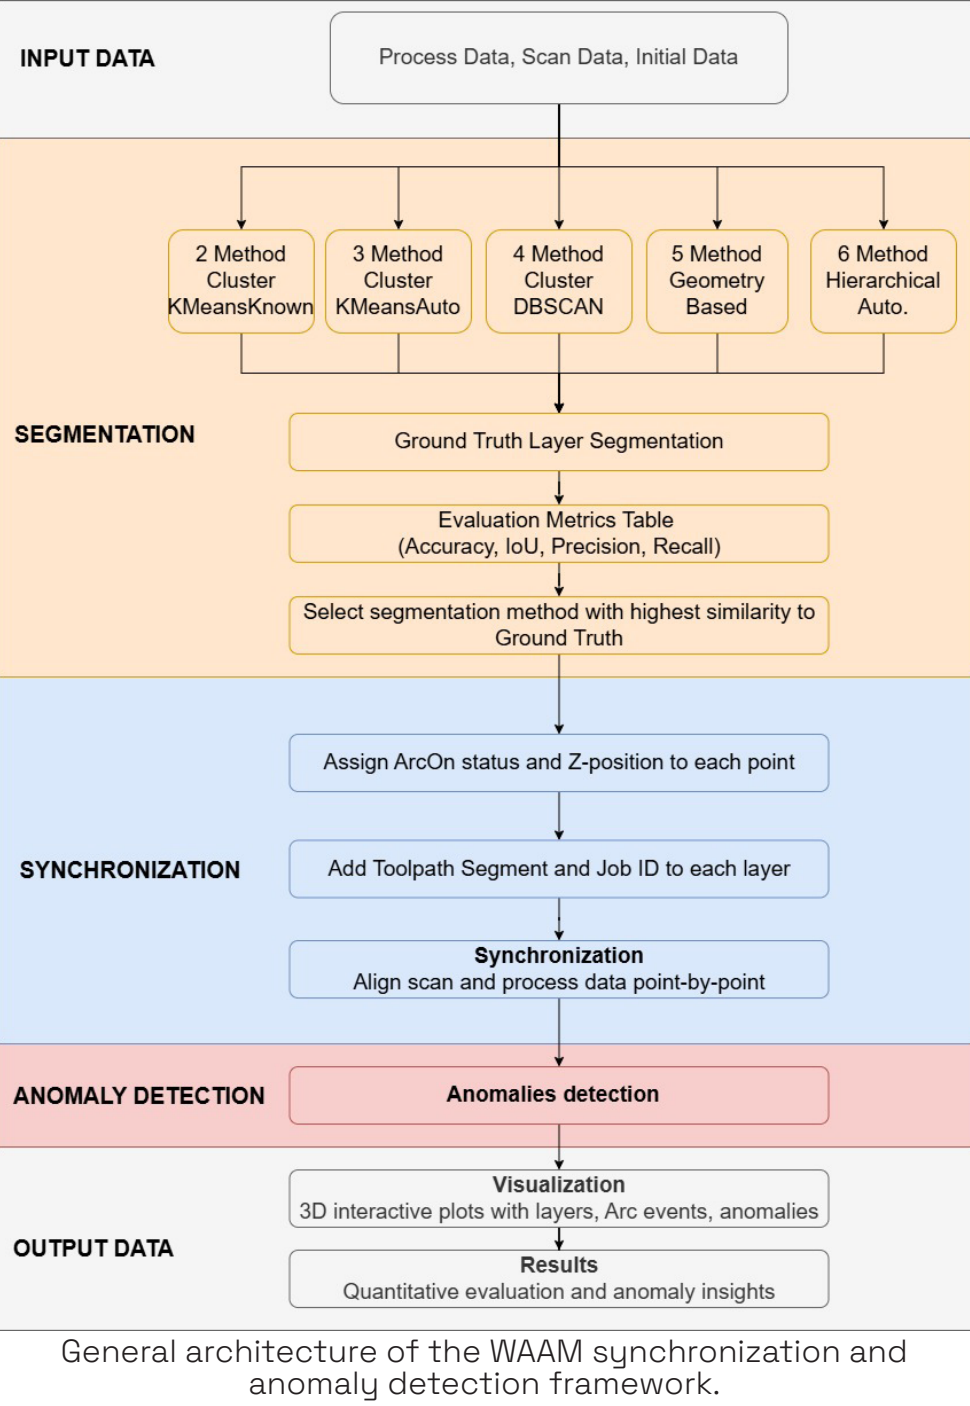 INPUT DATA
Process Data, Scan Data, Initial Data
2 Method
Cluster
KMeansKnown
3 Method
Cluster
KMeansAuto
4 Method
Cluster
DBSCAN
5 Method
Geometry
Based
6 Method
Hierarchical
Auto.
SEGMENTATION
Ground Truth Layer Segmentation
Evaluation Metrics Table
(Accuracy, IoU, Precision, Recall)
Select segmentation method with highest similarity to
Ground Truth
Assign ArcOn status and Z-position to each point
SYNCHRONIZATION
Add Toolpath Segment and Job ID to each layer
Synchronization
Align scan and process data point-by-point
ANOMALY DETECTION
Anomalies detection
Visualization
3D interactive plots with layers, Arc events, anomalies
OUTPUT DATA
Results
Quantitative evaluation and anomaly insights
General architecture of the WAAM synchronization and
anomaly detection framework.